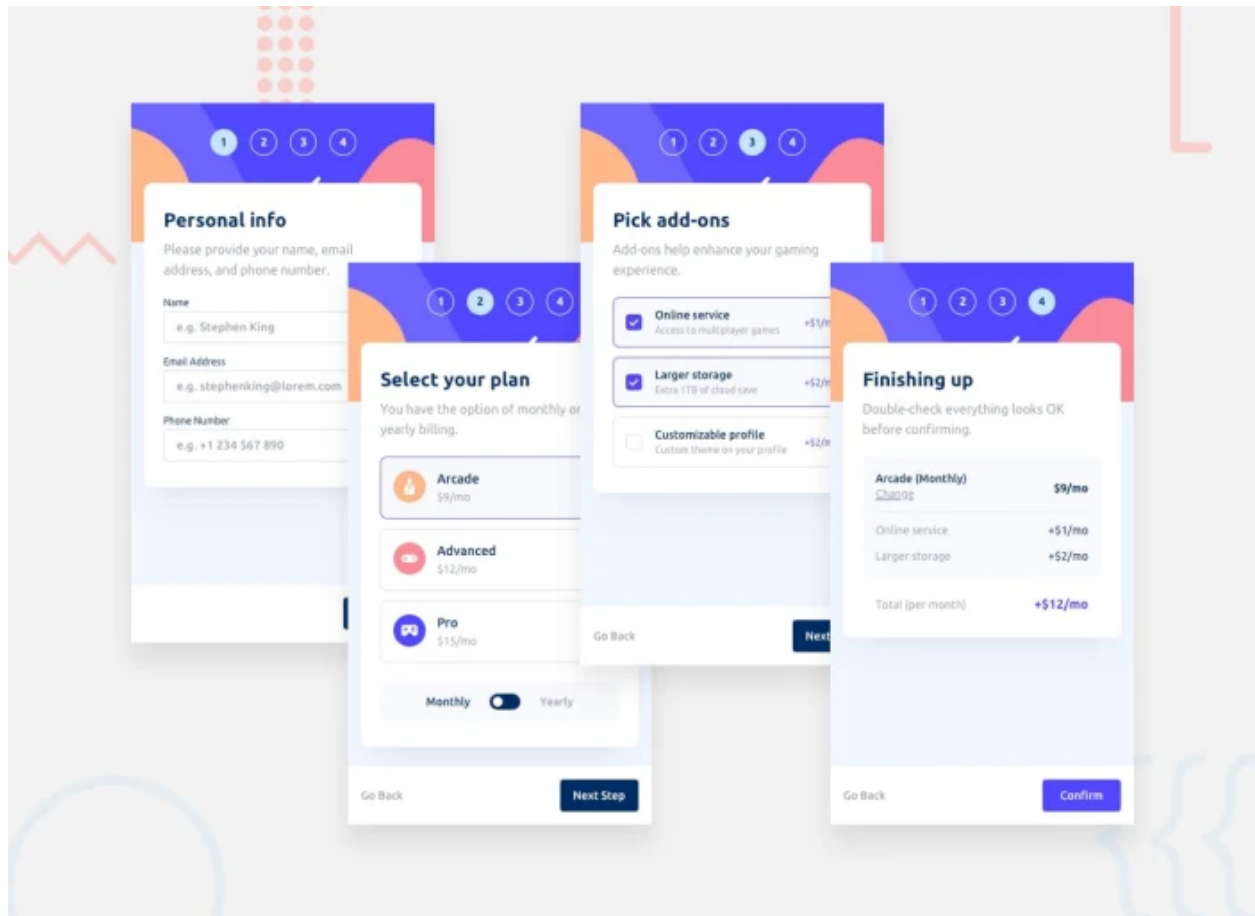 1 2 3 4
Personal info
Please provide your name, email
address, and phone number.
Name
e.g. Stephen King
Email Address
e.g. stephenking@lorem.com
Phone Number
e.g. +1 234 567 890
1 2 3 4
Select your plan
You have the option of monthly or
yearly billing.
Arcade
$9/mo
Advanced
$12/mo
Pro
$15/mo
Monthly Yearly
Go Back Next Step
1 2 3 4
Pick add-ons
Add-ons help enhance your gaming
experience.
Online service
Access to multiplayer games
+$1/m
Larger storage
Extra 1TB of cloud save
+$2/m
Customizable profile
Custom theme on your profile
+$2/m
Go Back Next
1 2 3 4
Finishing up
Double-check everything looks OK
before confirming.
Arcade (Monthly) $9/mo
Change
Online service +$1/mo
Larger storage +$2/mo
Total (per month) +$12/mo
Go Back Confirm